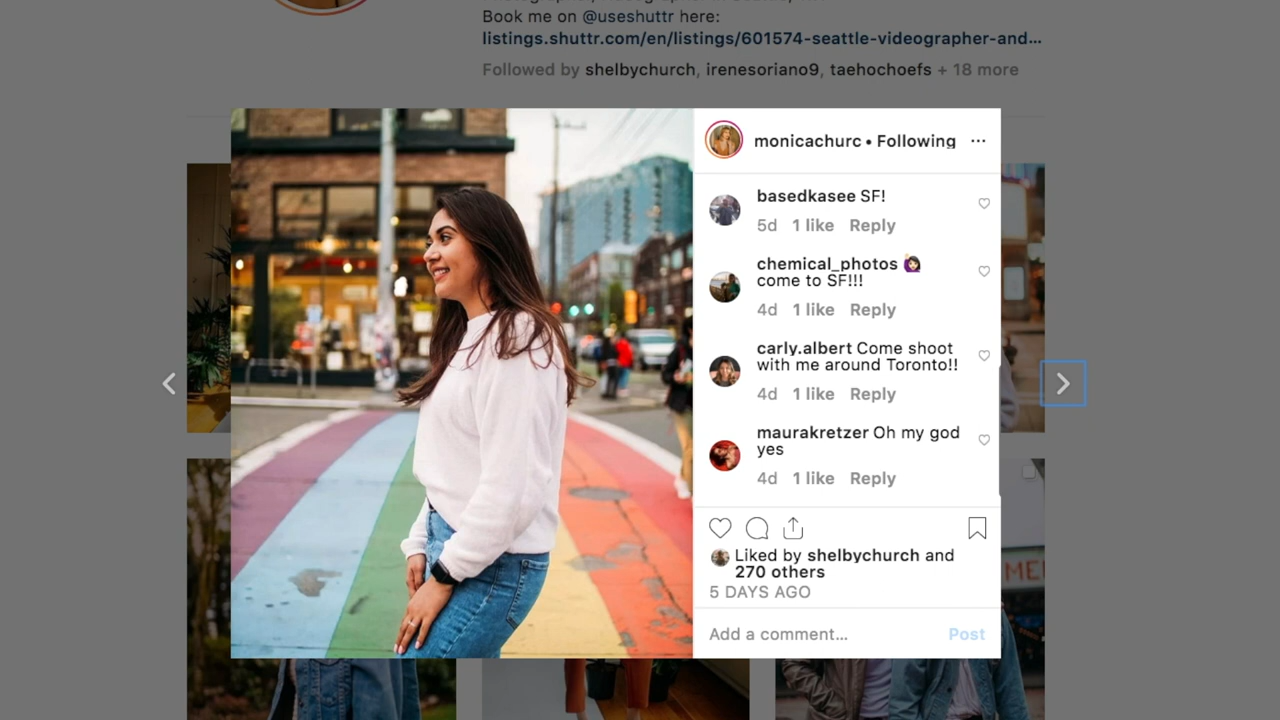 Book me on @useshuttr here:
listings.shuttr.com/en/listings/601574-seattle-videographer-and...
Followed by shelbychurch, irenesoriano9, taehochoefs + 18 more
monicachurc • Following
basedkasee SF!
5d 1 like Reply
chemical_photos 🙋🏻‍♀️
come to SF!!!
4d 1 like Reply
carly.albert Come shoot
with me around Toronto!!
4d 1 like Reply
maurakretzer Oh my god
yes
4d 1 like Reply
Liked by shelbychurch and
270 others
5 DAYS AGO
Add a comment... Post